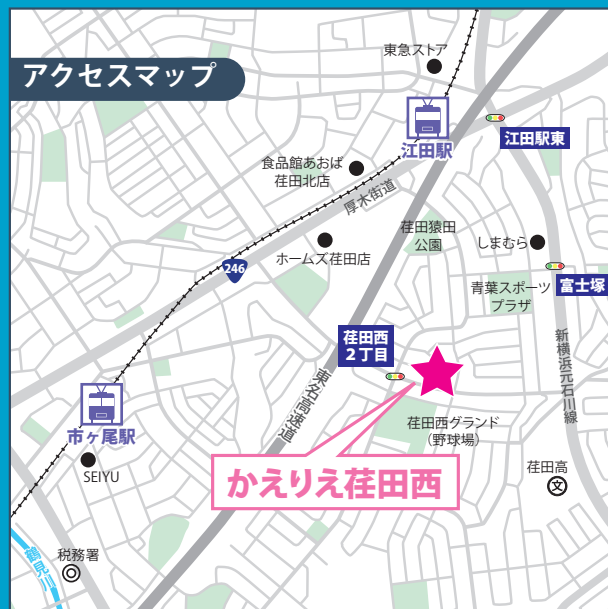 アクセスマップ
東急ストア
江田駅
江田駅東
食品館あおば
荏田北店
厚木街道
荏田猿田
公園
しまむら
ホームズ荏田店
246
青葉スポーツ
プラザ
富士塚
荏田西
2丁目
新横浜元石川線
東名高速道
市ヶ尾駅
荏田西グランド
(野球場)
かえりえ荏田西
SEIYU
荏田高
文
税務署
鶴見川